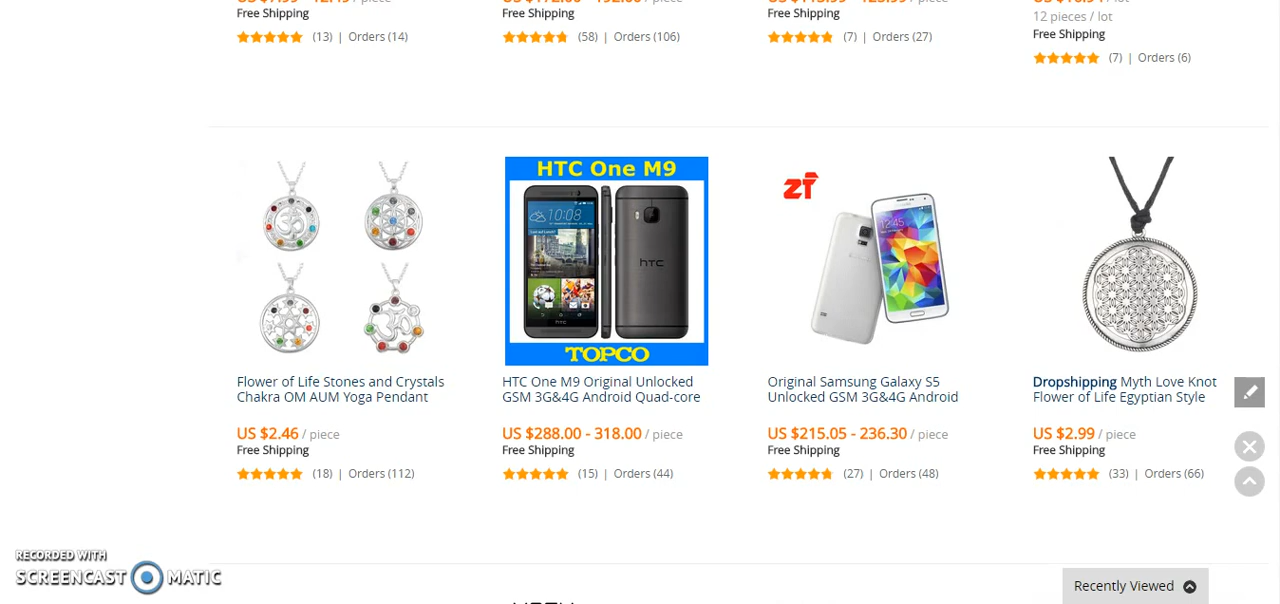 Free Shipping
(13) | Orders (14)
Free Shipping
(58) | Orders (106)
Free Shipping
(7) | Orders (27)
12 pieces / lot
Free Shipping
(7) | Orders (6)
Flower of Life Stones and Crystals
Chakra OM AUM Yoga Pendant
US $2.46 / piece
Free Shipping
(18) | Orders (112)
HTC One M9
10:08
hTC
hTC
TOPCO
HTC One M9 Original Unlocked
GSM 3G&4G Android Quad-core
US $288.00 - 318.00 / piece
Free Shipping
(15) | Orders (44)
ZT
12:45
Original Samsung Galaxy S5
Unlocked GSM 3G&4G Android
US $215.05 - 236.30 / piece
Free Shipping
(27) | Orders (48)
Dropshipping Myth Love Knot
Flower of Life Egyptian Style
US $2.99 / piece
Free Shipping
(33) | Orders (66)
RECORDED WITH
SCREENCAST MATIC
Recently Viewed